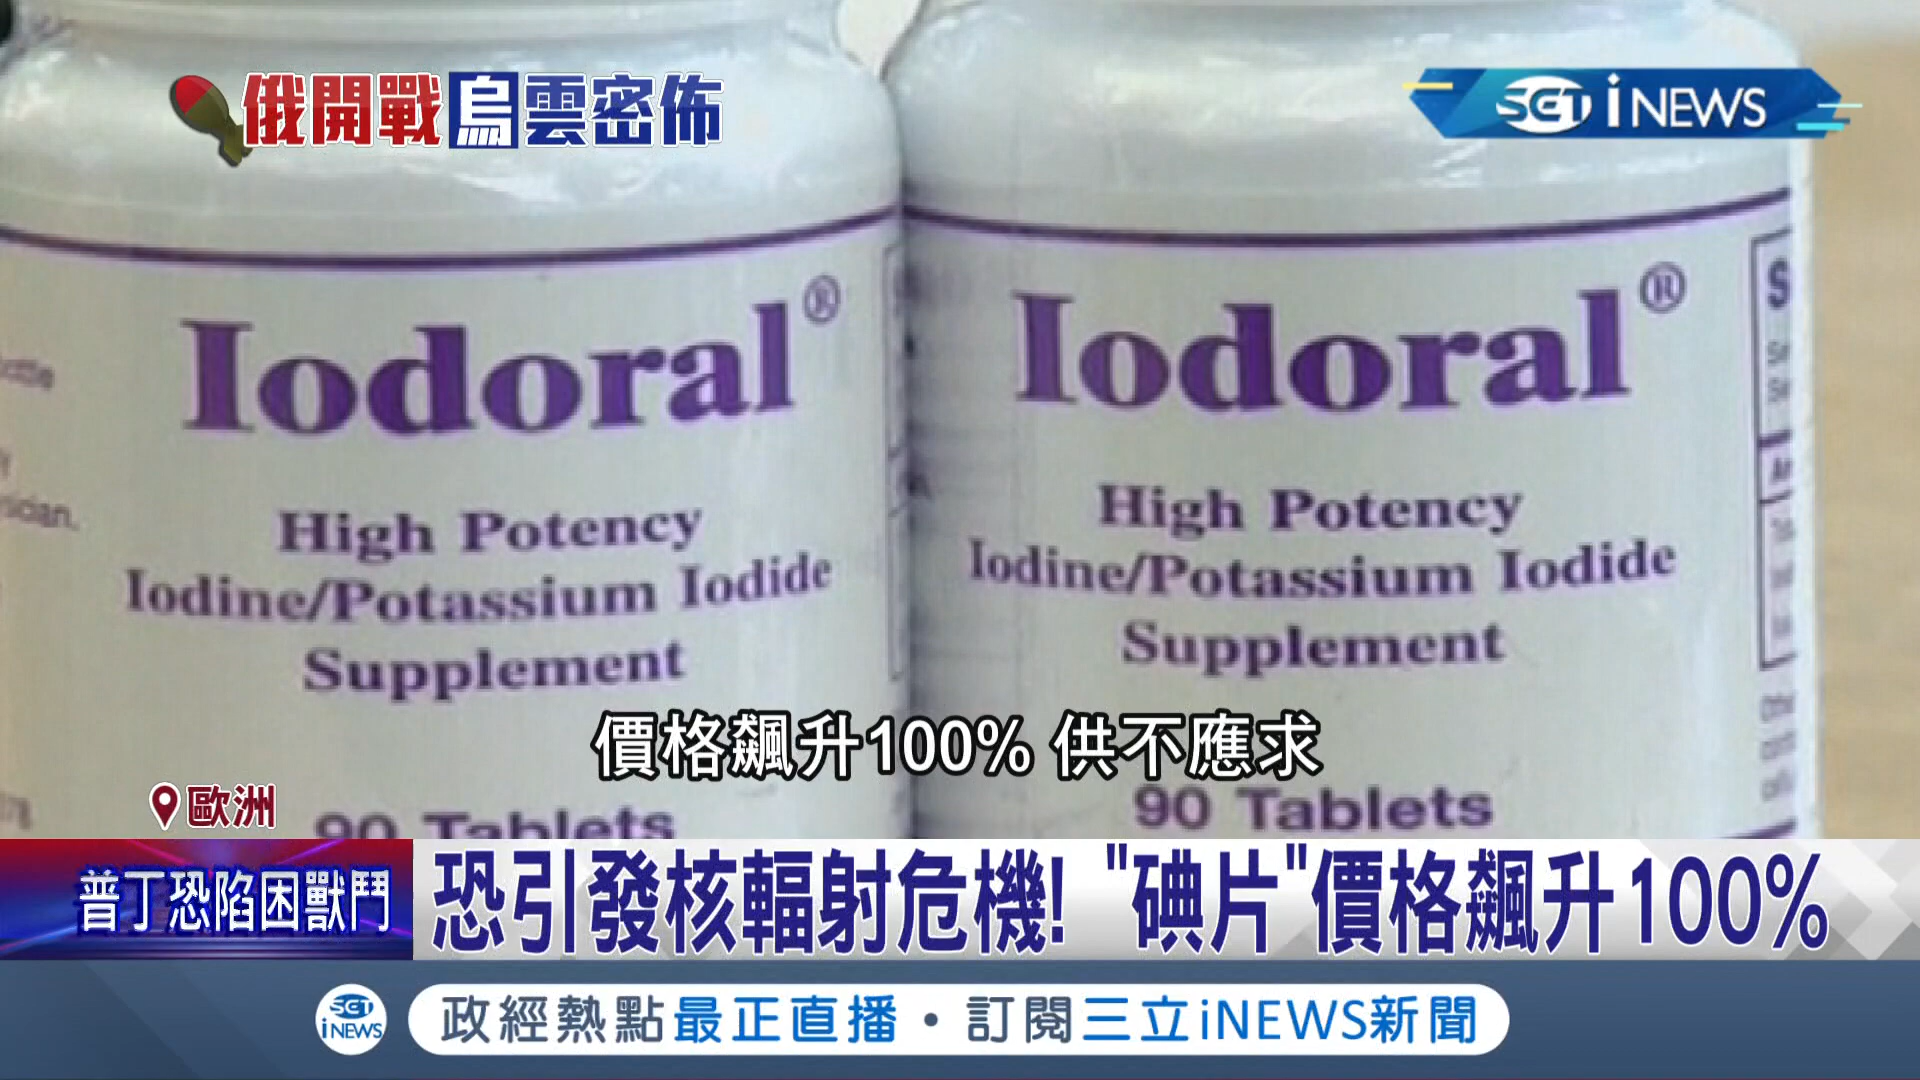 俄開戰烏雲密佈
SET iNEWS
Iodoral®
High Potency
Iodine/Potassium Iodide
Supplement
90 Tablets
Iodoral®
High Potency
Iodine/Potassium Iodide
Supplement
90 Tablets
價格飆升100% 供不應求
歐洲
普丁恐陷困獸鬥
恐引發核輻射危機! "碘片"價格飆升100%
SET iNEWS
政經熱點最正直播・訂閱三立iNEWS新聞